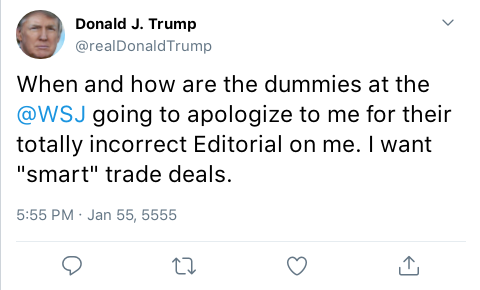 Donald J. Trump
@realDonaldTrump
When and how are the dummies at the
@WSJ going to apologize to me for their
totally incorrect Editorial on me. I want
"smart" trade deals.
5:55 PM · Jan 55, 5555